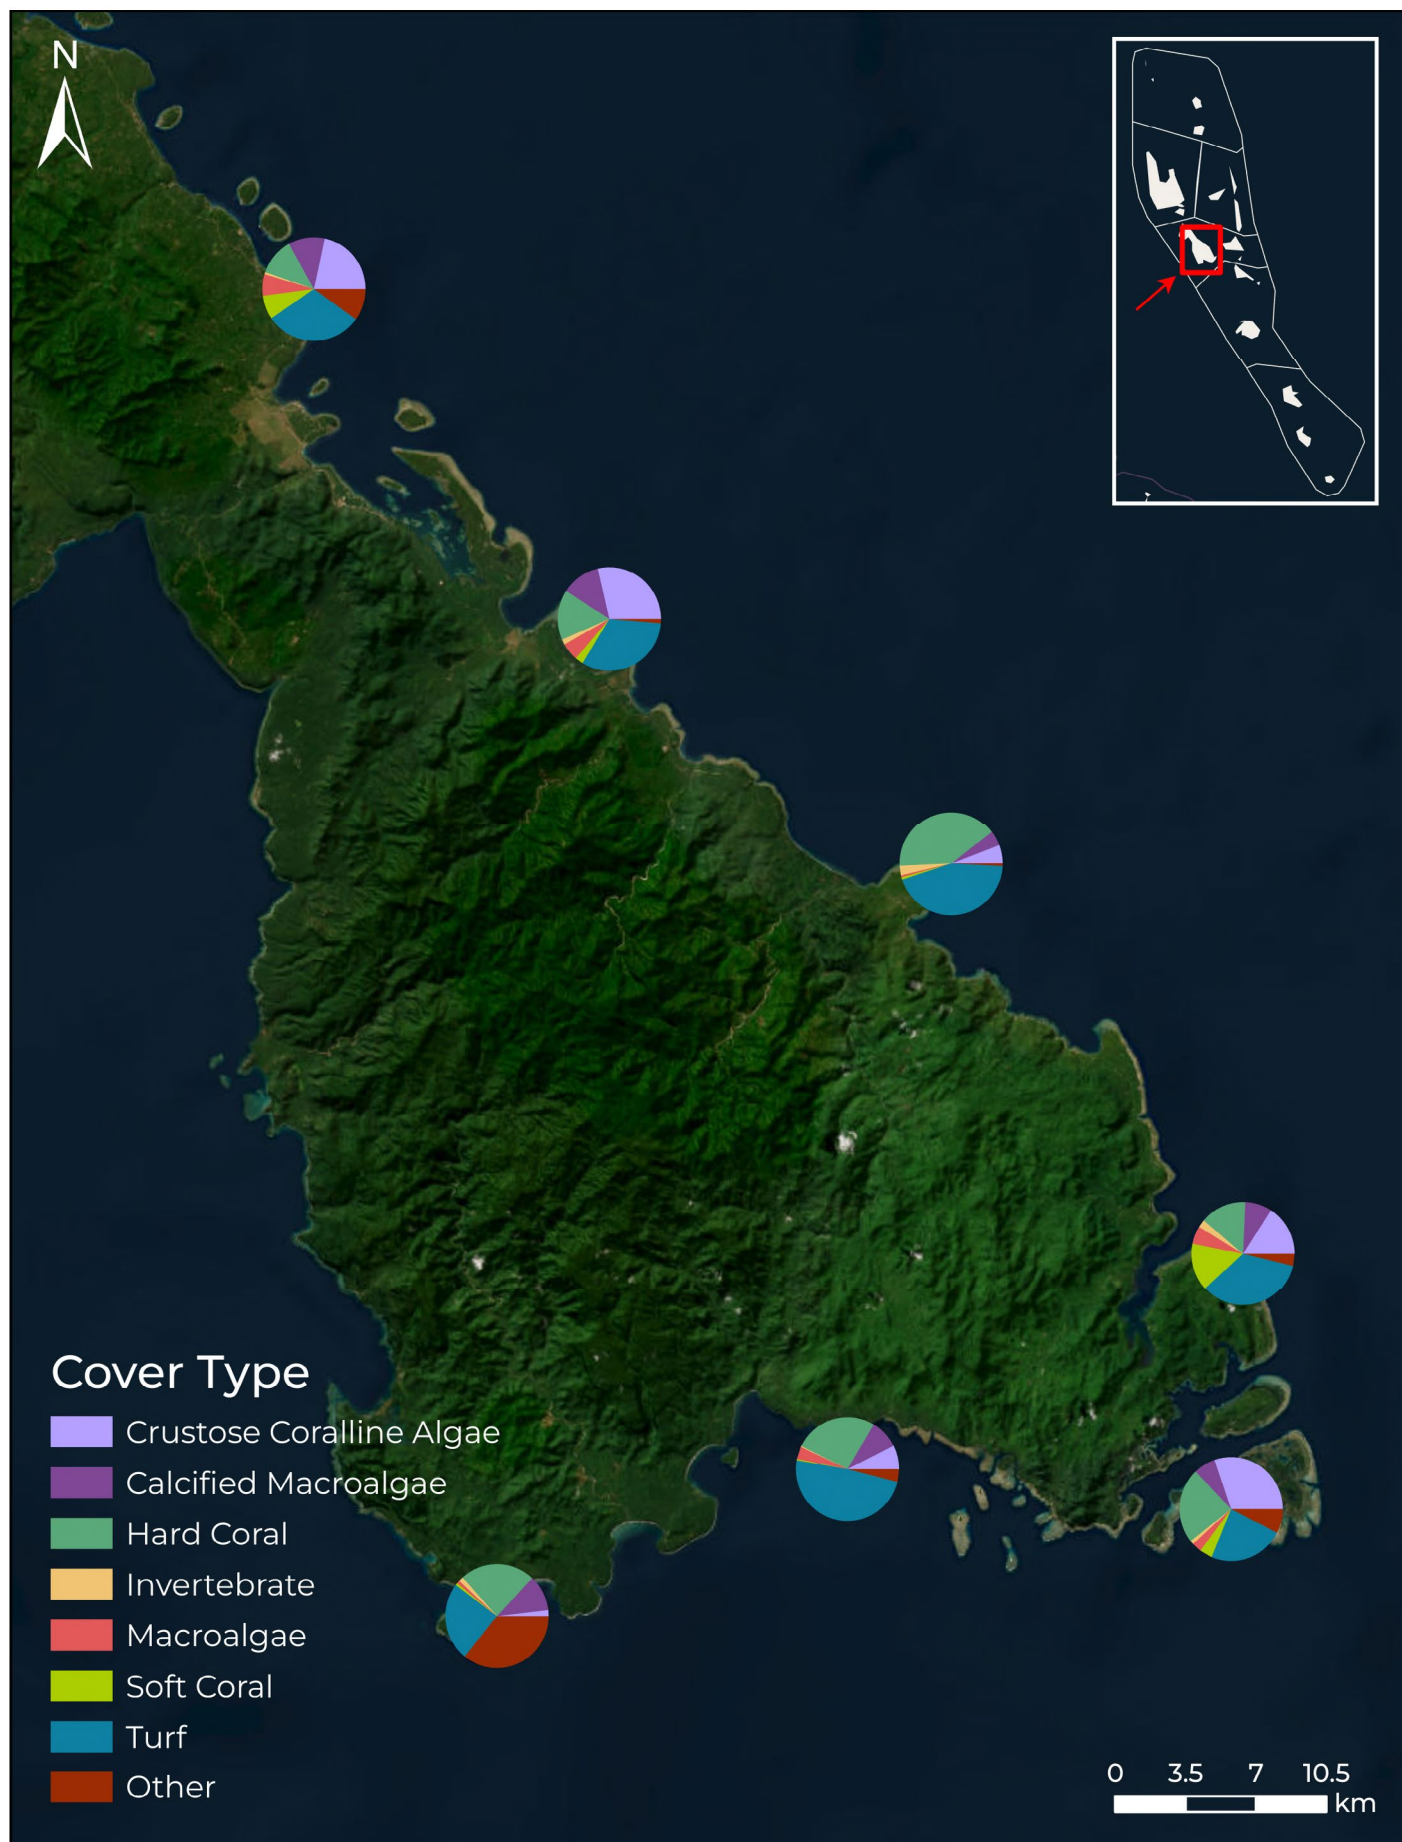 N
Cover Type
Crustose Coralline Algae
Calcified Macroalgae
Hard Coral
Invertebrate
Macroalgae
Soft Coral
Turf
Other
0 3.5 7 10.5
km